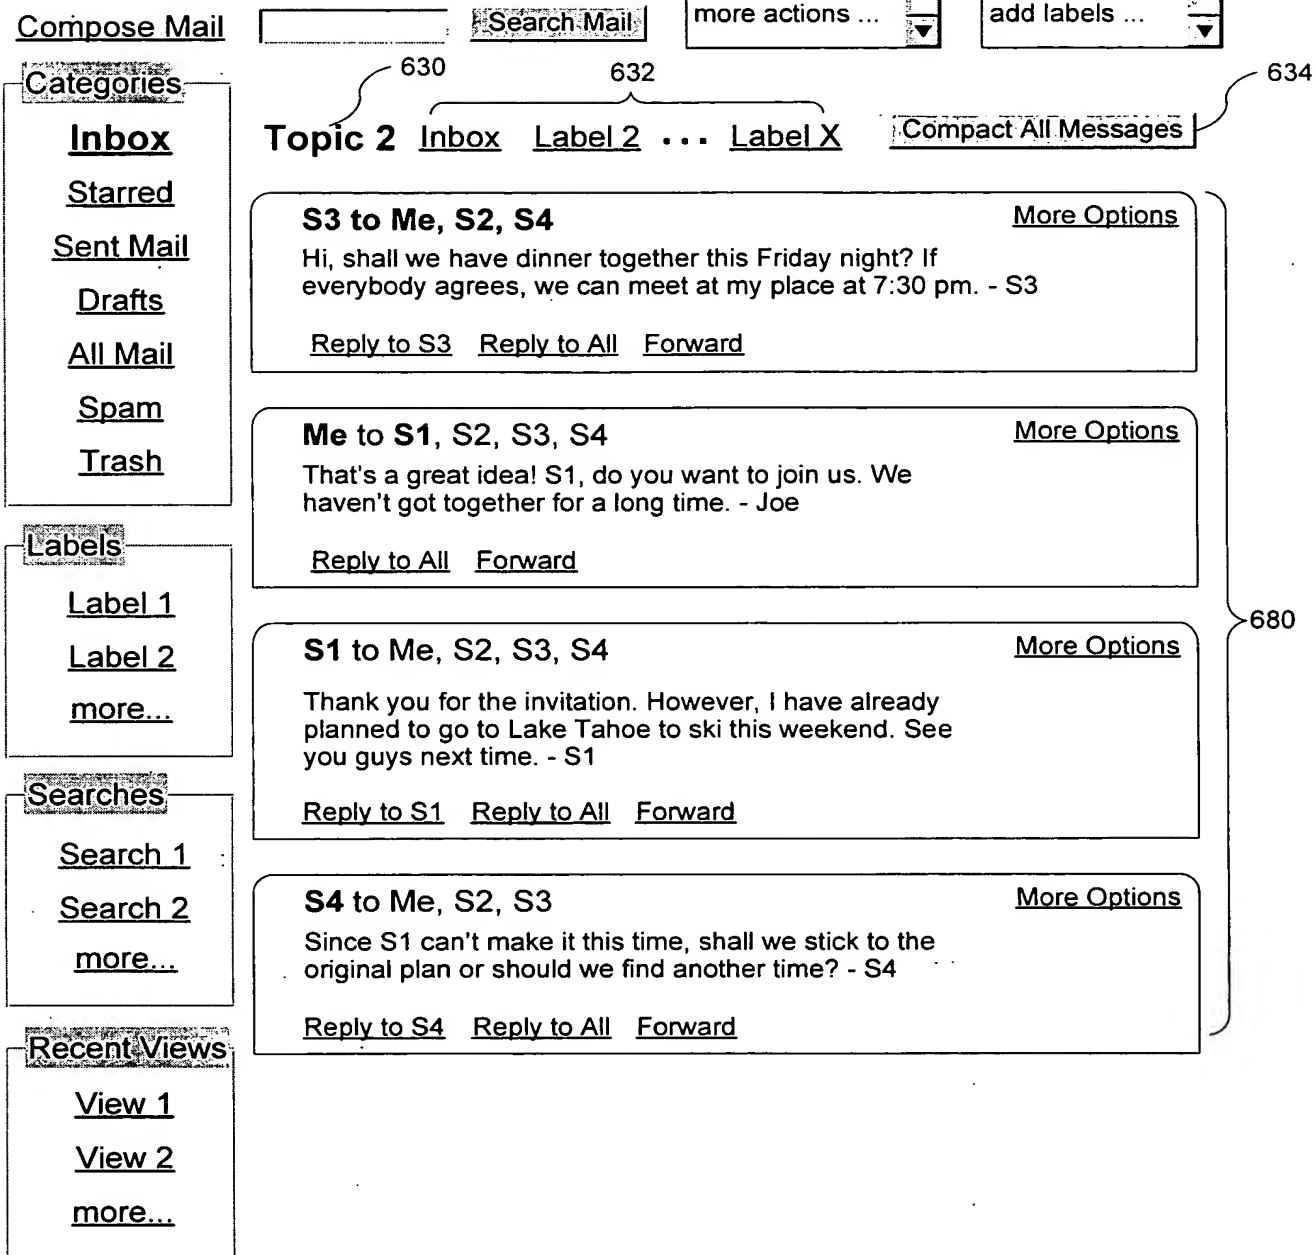 Compose Mail
Search Mail
more actions ...
add labels ...
630
632
634
Categories
Inbox
Starred
Sent Mail
Drafts
All Mail
Spam
Trash
Labels
Label 1
Label 2
more...
Searches
Search 1
Search 2
more...
Recent Views
View 1
View 2
more...
Topic 2 Inbox Label 2 ... Label X Compact All Messages
S3 to Me, S2, S4 More Options
Hi, shall we have dinner together this Friday night? If
everybody agrees, we can meet at my place at 7:30 pm. - S3
Reply to S3 Reply to All Forward
Me to S1, S2, S3, S4 More Options
That's a great idea! S1, do you want to join us. We
haven't got together for a long time. - Joe
Reply to All Forward
680
S1 to Me, S2, S3, S4 More Options
Thank you for the invitation. However, I have already
planned to go to Lake Tahoe to ski this weekend. See
you guys next time. - S1
Reply to S1 Reply to All Forward
S4 to Me, S2, S3 More Options
Since S1 can't make it this time, shall we stick to the
original plan or should we find another time? - S4
Reply to S4 Reply to All Forward